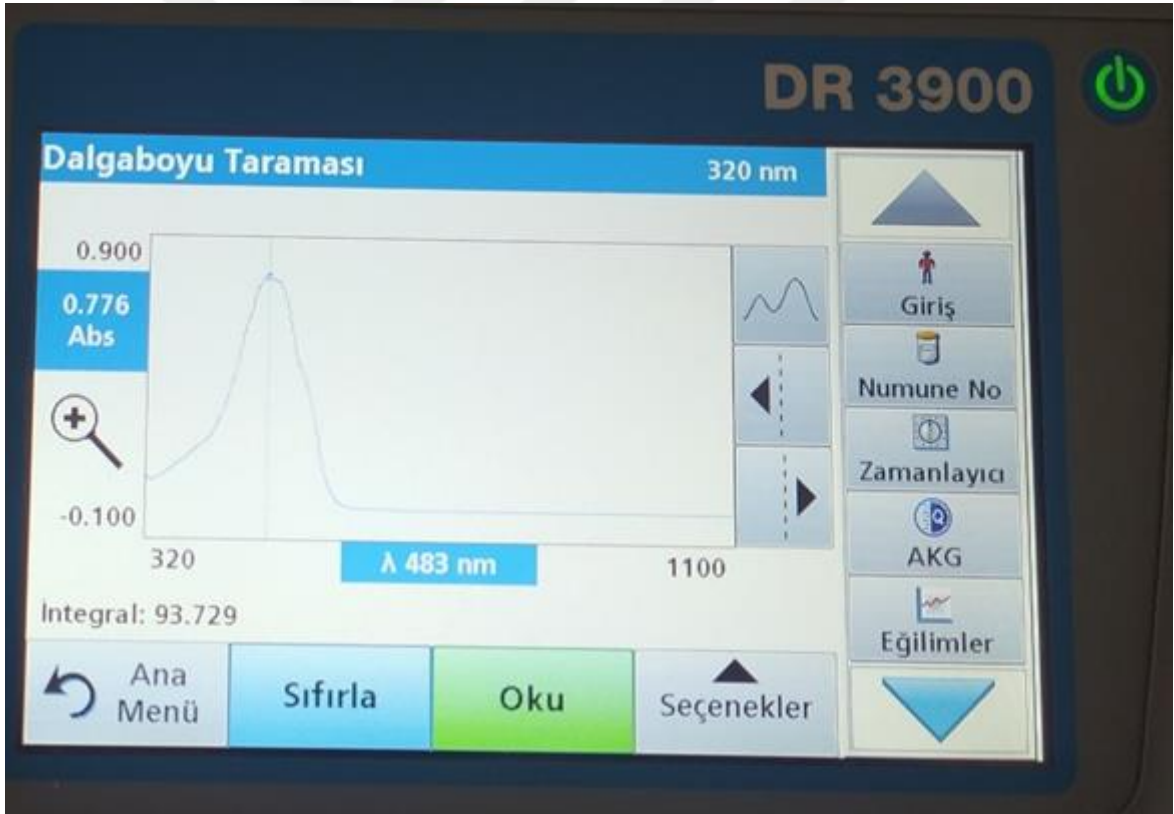 DR 3900
Dalgaboyu Taraması 320 nm
0.900
0.776
Abs
-0.100
320 λ 483 nm 1100
İntegral: 93.729
Ana
Menü
Sıfırla
Oku
Seçenekler
Giriş
Numune No
Zamanlayıcı
AKG
Eğilimler